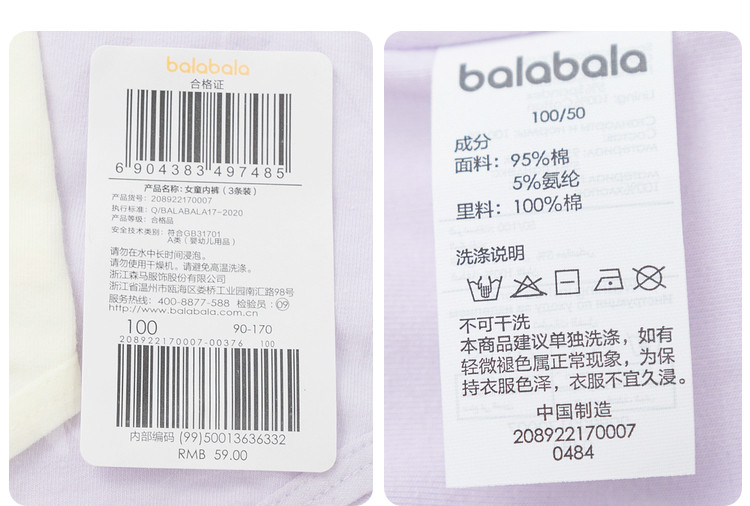 balabala
合格证
6 904383 497485
产品名称:女童内裤（3条装）
产品货号: 208922170007
执行标准: Q/BALABALA17-2020
产品等级: 合格品
安全技术类别: 符合GB31701
A类（婴幼儿用品）
请勿在水中长时间浸泡。
请勿使用干燥机。请避免高温洗涤。
浙江森马服饰股份有限公司
浙江省温州市瓯海区娄桥工业园南汇路98号
服务热线: 400-8877-588 检验员: 09
http://www.balabala.com.cn
100 90-170
208922170007-00376 100
内部编码 (99)50013636332
RMB 59.00
balabala
100/50
成分
面料: 95%棉
5%氨纶
里料: 100%棉
洗涤说明
不可干洗
本商品建议单独洗涤，如有
轻微褪色属正常现象，为保
持衣服色泽，衣服不宜久浸。
中国制造
208922170007
0484